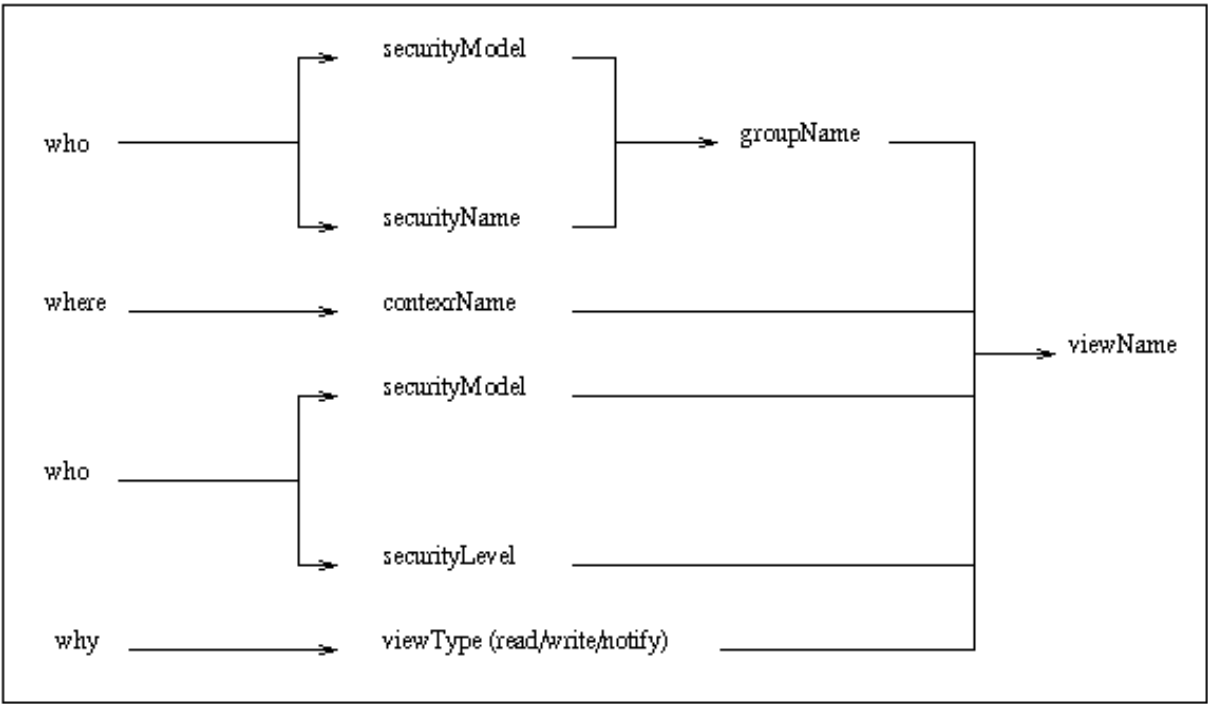 securityModel
who
groupName
securityName
where
contexrName
viewName
securityModel
who
securityLevel
why
viewType (read/write/notify)